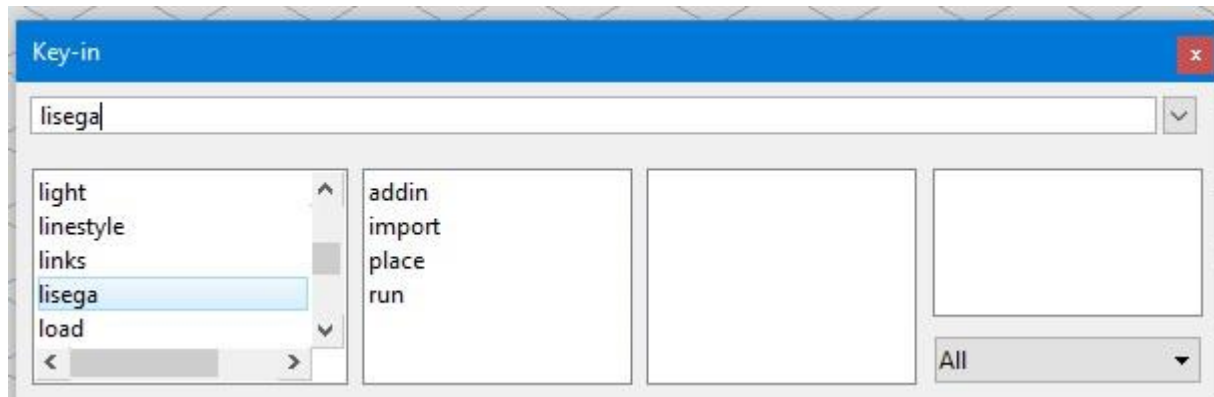 Key-in
x
lisega
light
linestyle
links
lisega
load
addin
import
place
run
All